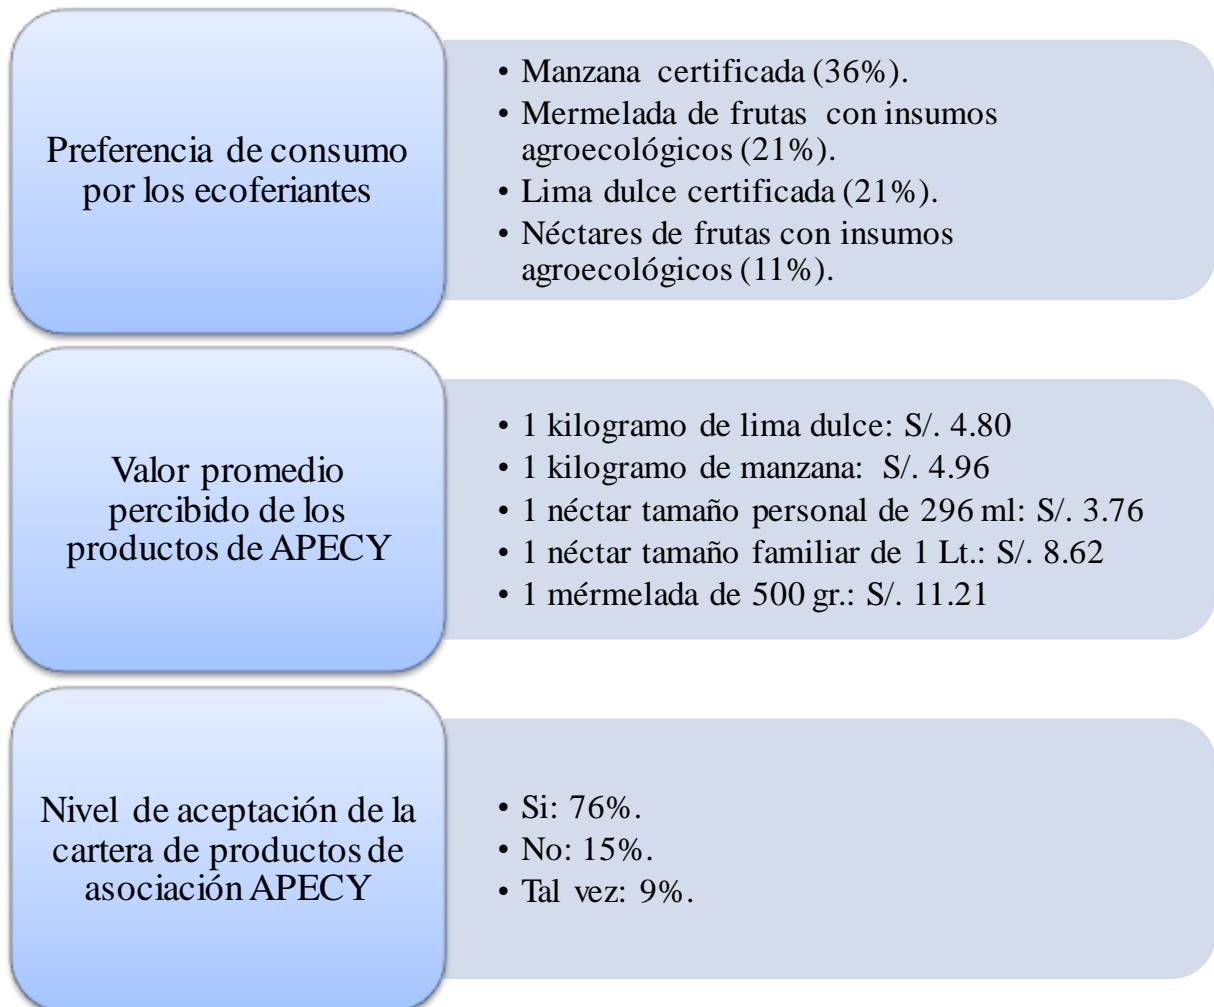 Preferencia de consumo
por los ecoferiantes
• Manzana certificada (36%).
• Mermelada de frutas con insumos
agroecológicos (21%).
• Lima dulce certificada (21%).
• Néctares de frutas con insumos
agroecológicos (11%).
Valor promedio
percibido de los
productos de APECY
• 1 kilogramo de lima dulce: S/. 4.80
• 1 kilogramo de manzana: S/. 4.96
• 1 néctar tamaño personal de 296 ml: S/. 3.76
• 1 néctar tamaño familiar de 1 Lt.: S/. 8.62
• 1 mérmelada de 500 gr.: S/. 11.21
Nivel de aceptación de la
cartera de productos de
asociación APECY
• Si: 76%.
• No: 15%.
• Tal vez: 9%.